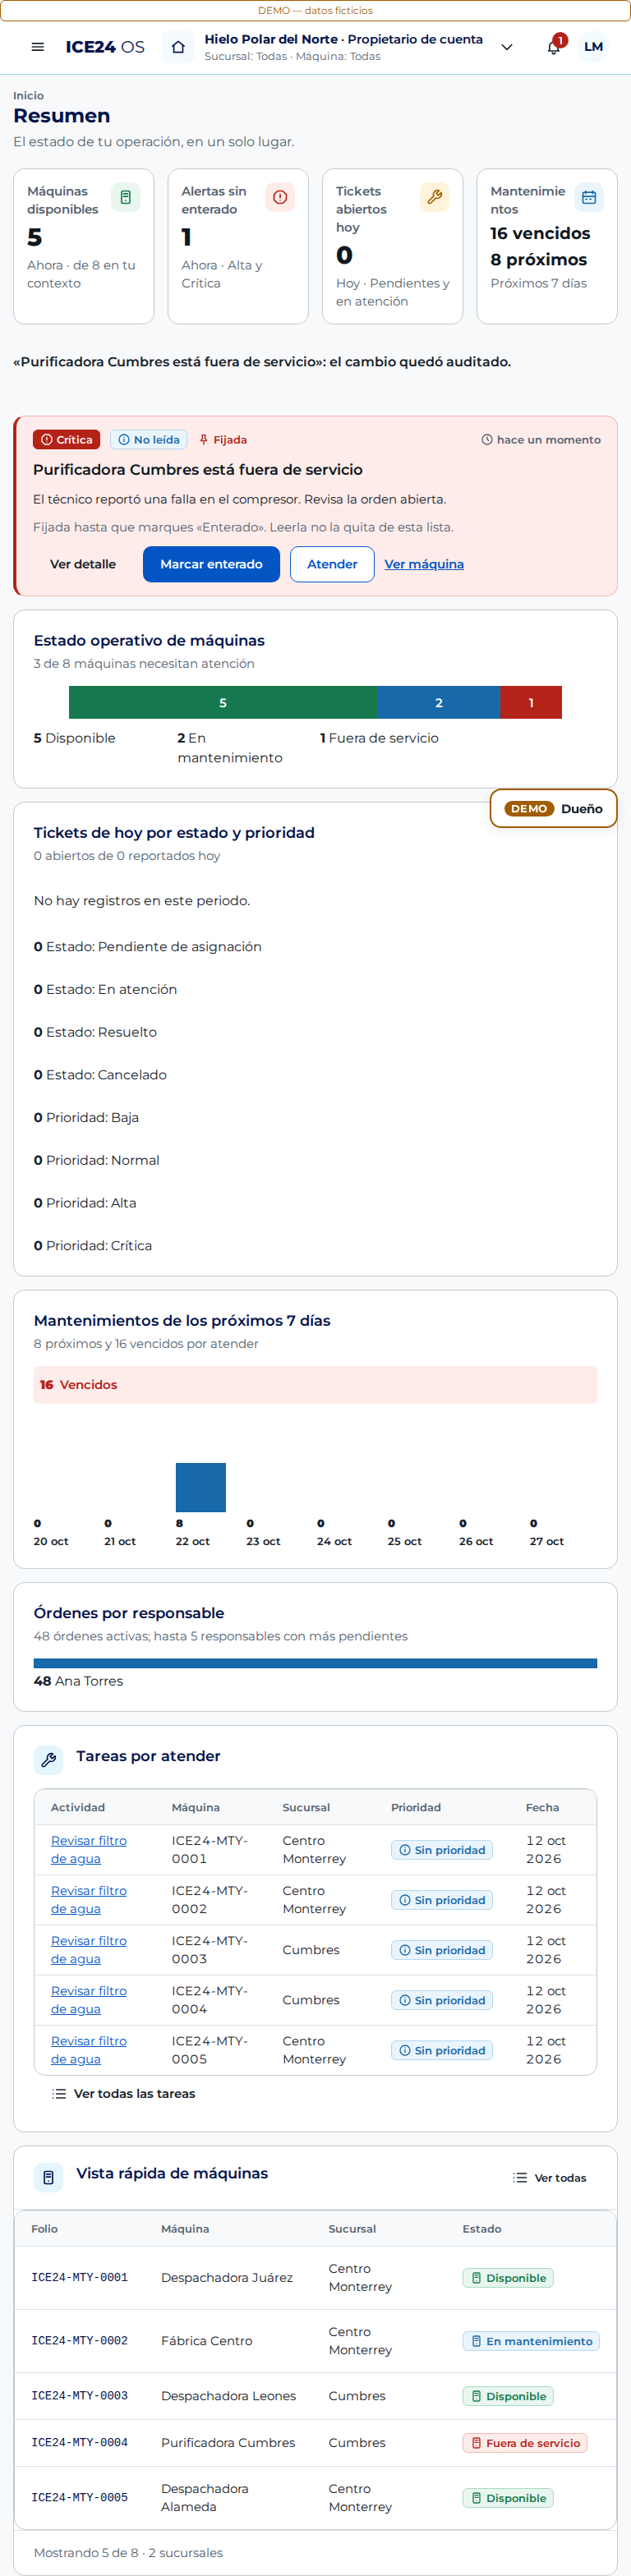 DEMO — datos ficticios
ICE24 OS
Hielo Polar del Norte · Propietario de cuenta
Sucursal: Todas · Máquina: Todas
1
LM
Inicio
Resumen
El estado de tu operación, en un solo lugar.
Máquinas
disponibles
5
Ahora · de 8 en tu
contexto
Alertas sin
enterado
1
Ahora · Alta y
Crítica
Tickets
abiertos
hoy
0
Hoy · Pendientes y
en atención
Mantenimie
ntos
16 vencidos
8 próximos
Próximos 7 días
«Purificadora Cumbres está fuera de servicio»: el cambio quedó auditado.
Crítica No leída Fijada hace un momento
Purificadora Cumbres está fuera de servicio
El técnico reportó una falla en el compresor. Revisa la orden abierta.
Fijada hasta que marques «Enterado». Leerla no la quita de esta lista.
Ver detalle Marcar enterado Atender Ver máquina
Estado operativo de máquinas
3 de 8 máquinas necesitan atención
5 2 1
5 Disponible
2 En
mantenimiento
1 Fuera de servicio
DEMO Dueño
Tickets de hoy por estado y prioridad
0 abiertos de 0 reportados hoy
No hay registros en este periodo.
0 Estado: Pendiente de asignación
0 Estado: En atención
0 Estado: Resuelto
0 Estado: Cancelado
0 Prioridad: Baja
0 Prioridad: Normal
0 Prioridad: Alta
0 Prioridad: Crítica
Mantenimientos de los próximos 7 días
8 próximos y 16 vencidos por atender
16 Vencidos
0 0 8 0 0 0 0 0
20 oct 21 oct 22 oct 23 oct 24 oct 25 oct 26 oct 27 oct
Órdenes por responsable
48 órdenes activas; hasta 5 responsables con más pendientes
48 Ana Torres
Tareas por atender
Actividad Máquina Sucursal Prioridad Fecha
Revisar filtro
de agua
ICE24-MTY-
0001
Centro
Monterrey
Sin prioridad
12 oct
2026
Revisar filtro
de agua
ICE24-MTY-
0002
Centro
Monterrey
Sin prioridad
12 oct
2026
Revisar filtro
de agua
ICE24-MTY-
0003
Cumbres
Sin prioridad
12 oct
2026
Revisar filtro
de agua
ICE24-MTY-
0004
Cumbres
Sin prioridad
12 oct
2026
Revisar filtro
de agua
ICE24-MTY-
0005
Centro
Monterrey
Sin prioridad
12 oct
2026
Ver todas las tareas
Vista rápida de máquinas
Ver todas
Folio Máquina Sucursal Estado
ICE24-MTY-0001
Despachadora Juárez
Centro
Monterrey
Disponible
ICE24-MTY-0002
Fábrica Centro
Centro
Monterrey
En mantenimiento
ICE24-MTY-0003
Despachadora Leones
Cumbres
Disponible
ICE24-MTY-0004
Purificadora Cumbres
Cumbres
Fuera de servicio
ICE24-MTY-0005
Despachadora
Alameda
Centro
Monterrey
Disponible
Mostrando 5 de 8 · 2 sucursales